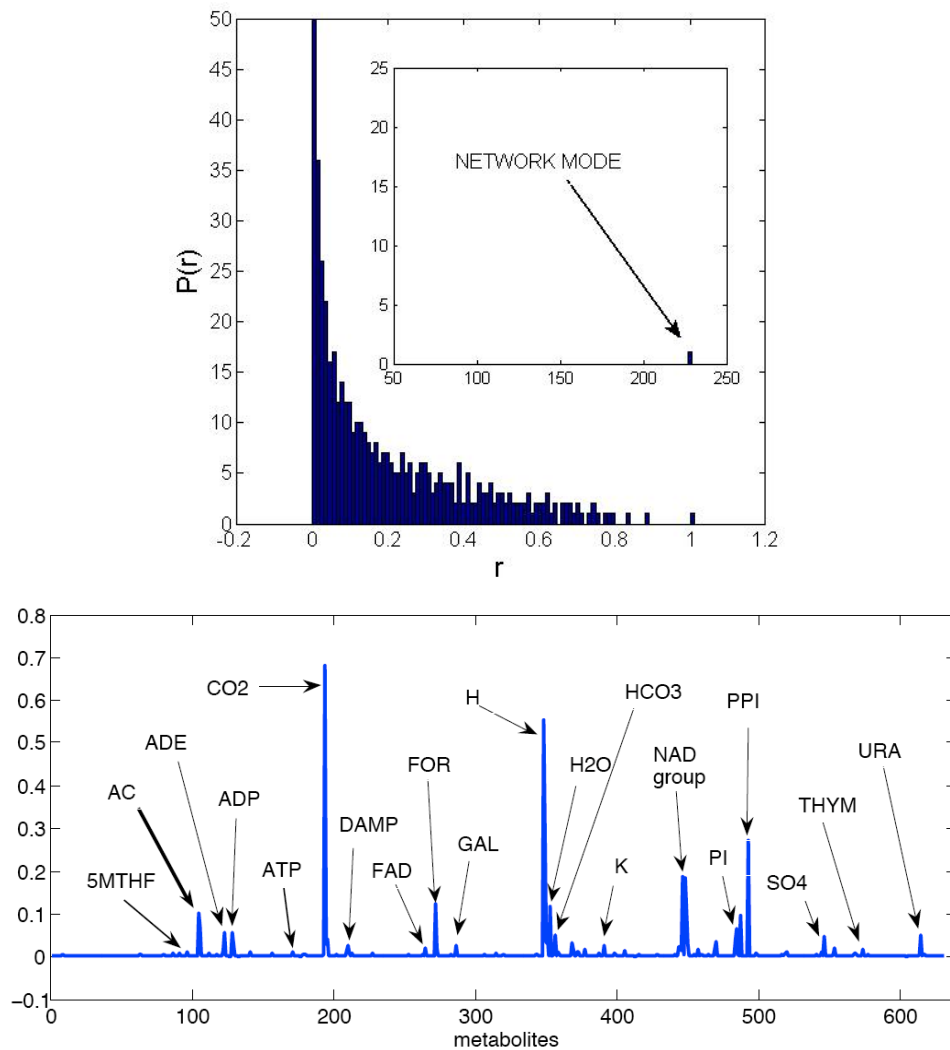 50
45
40
35
30
25
20
15
10
5
0
P(r)
-0.2 0 0.2 0.4 0.6 0.8 1 1.2
r
25
20
15
10
5
0
50 100 150 200 250
NETWORK MODE
0.8
0.7
0.6
0.5
0.4
0.3
0.2
0.1
0
−0.1
0 100 200 300 400 500 600
metabolites
5MTHF
AC
ADE
ADP
CO2
ATP
DAMP
FAD
FOR
GAL
H
H2O
HCO3
K
NAD
group
PI
PPI
SO4
THYM
URA